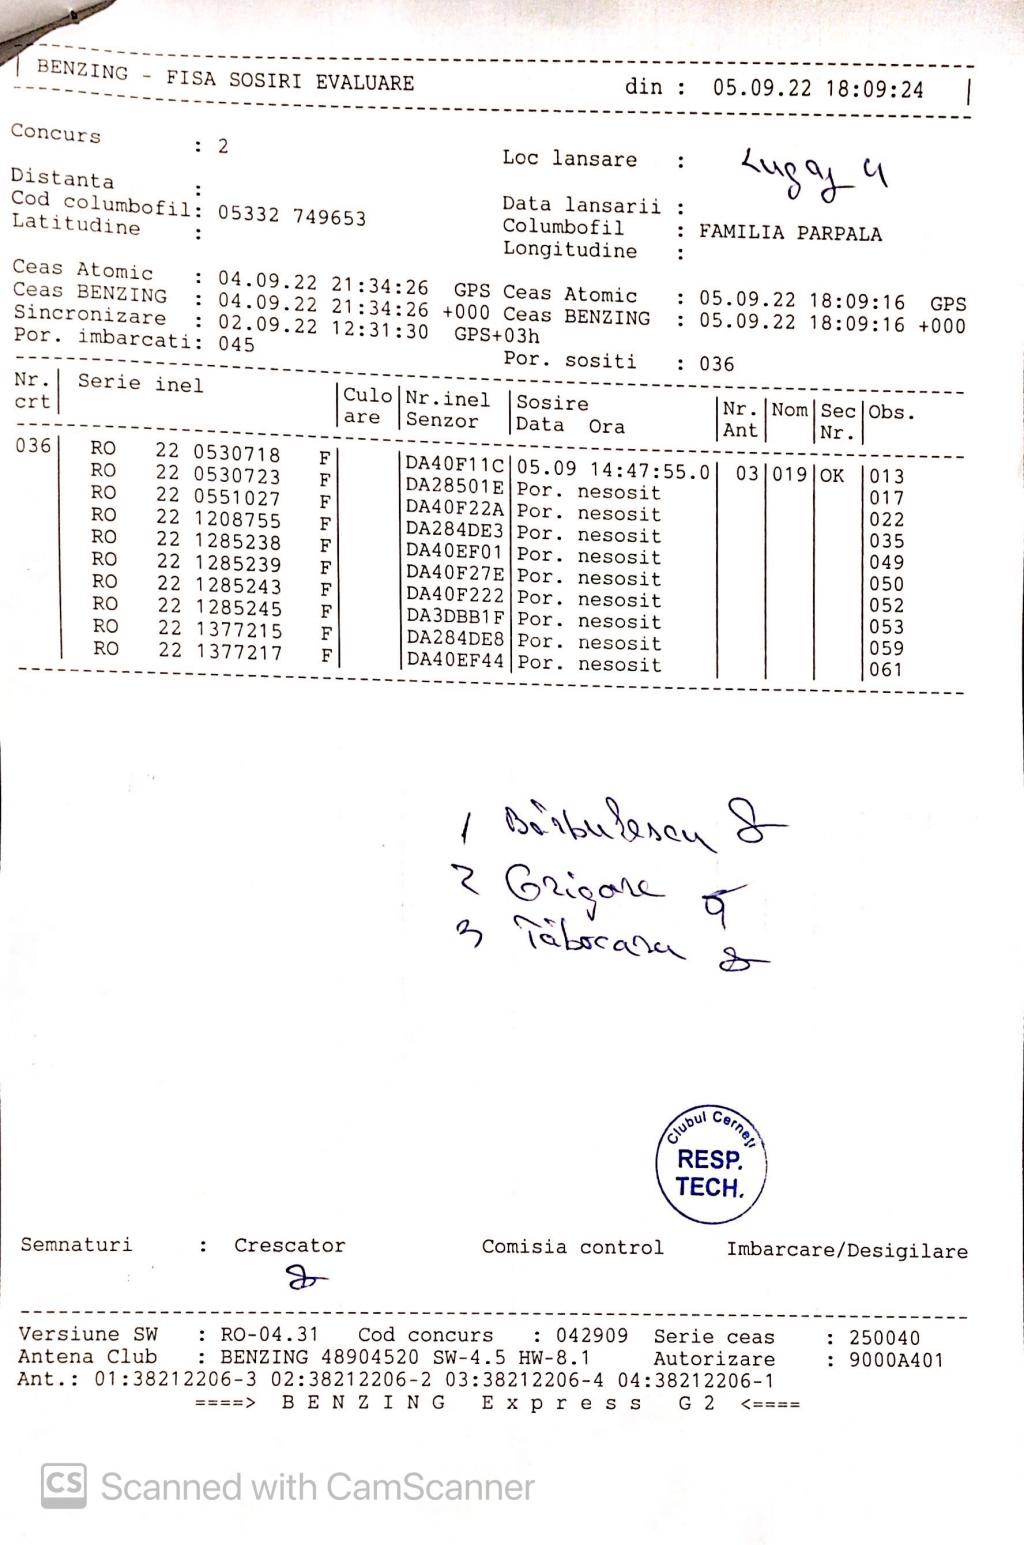 BENZING - FISA SOSIRI EVALUARE din : 05.09.22 18:09:24
Concurs : 2
Loc lansare : Lugoj 4
Distanta :
Data lansarii :
Cod columbofil: 05332 749653
Columbofil : FAMILIA PARPALA
Latitudine :
Longitudine :
Ceas Atomic : 04.09.22 21:34:26 GPS Ceas Atomic : 05.09.22 18:09:16 GPS
Ceas BENZING : 04.09.22 21:34:26 +000 Ceas BENZING : 05.09.22 18:09:16 +000
Sincronizare : 02.09.22 12:31:30 GPS+03h
Por. imbarcati: 045
Por. sositi : 036
Nr. Serie inel Culo Nr.inel Sosire Nr. Nom Sec Obs.
crt are Senzor Data Ora Ant Nr.
036 RO 22 0530718 F DA40F11C 05.09 14:47:55.0 03 019 OK 013
RO 22 0530723 F DA28501E Por. nesosit 017
RO 22 0551027 F DA40F22A Por. nesosit 022
RO 22 1208755 F DA284DE3 Por. nesosit 035
RO 22 1285238 F DA40EF01 Por. nesosit 049
RO 22 1285239 F DA40F27E Por. nesosit 050
RO 22 1285243 F DA40F222 Por. nesosit 052
RO 22 1285245 F DA3DBB1F Por. nesosit 053
RO 22 1377215 F DA284DE8 Por. nesosit 059
RO 22 1377217 F DA40EF44 Por. nesosit 061
1 Bărbulescu
2 Grigore
3 Tăbocaru
Clubul Cerneți
RESP.
TECH.
Semnaturi : Crescator Comisia control Imbarcare/Desigilare
Versiune SW : RO-04.31 Cod concurs : 042909 Serie ceas : 250040
Antena Club : BENZING 48904520 SW-4.5 HW-8.1 Autorizare : 9000A401
Ant.: 01:38212206-3 02:38212206-2 03:38212206-4 04:38212206-1
====> B E N Z I N G E x p r e s s G 2 <====
CS Scanned with CamScanner